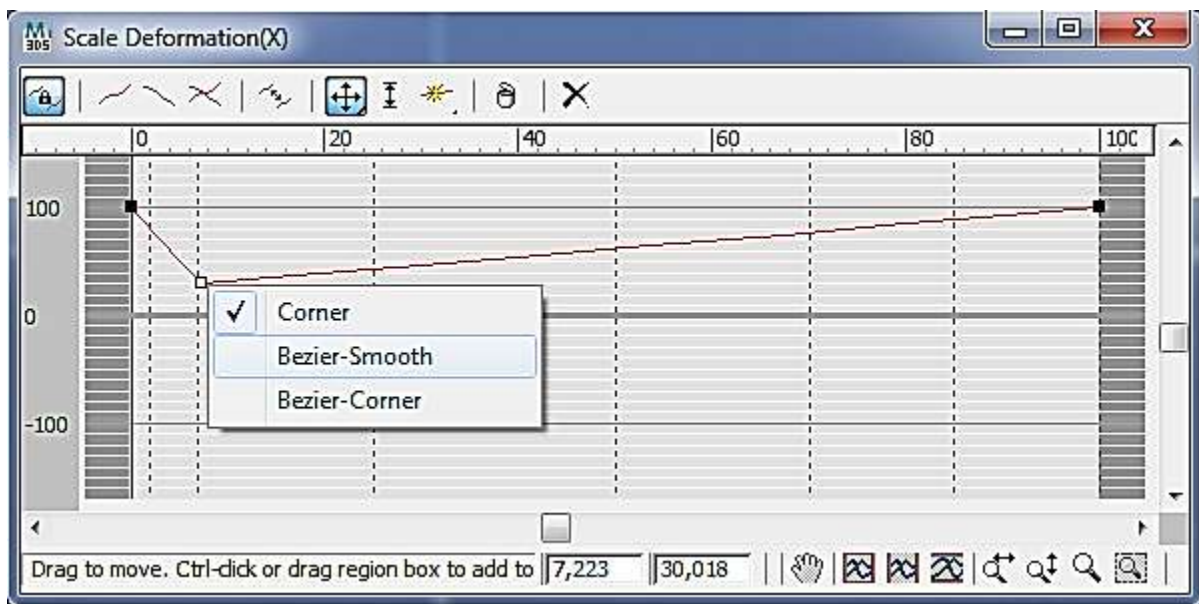 M
3DS
Scale Deformation(X)
0 20 40 60 80 100
100
0
-100
Corner
Bezier-Smooth
Bezier-Corner
Drag to move. Ctrl-click or drag region box to add to 7,223 30,018